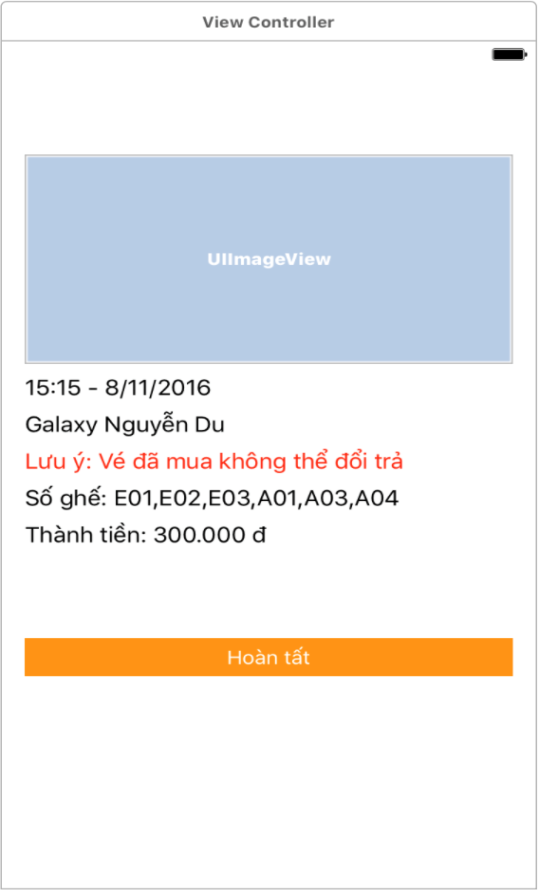 View Controller
UIImageView
15:15 - 8/11/2016
Galaxy Nguyễn Du
Lưu ý: Vé đã mua không thể đổi trả
Số ghế: E01,E02,E03,A01,A03,A04
Thành tiền: 300.000 đ
Hoàn tất